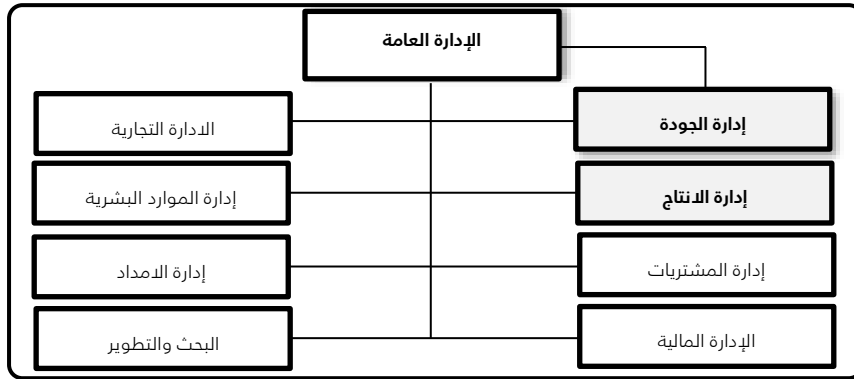 الإدارة العامة
إدارة الجودة
الادارة التجارية
إدارة الانتاج
إدارة الموارد البشرية
إدارة المشتريات
إدارة الامداد
الإدارة المالية
البحث والتطوير